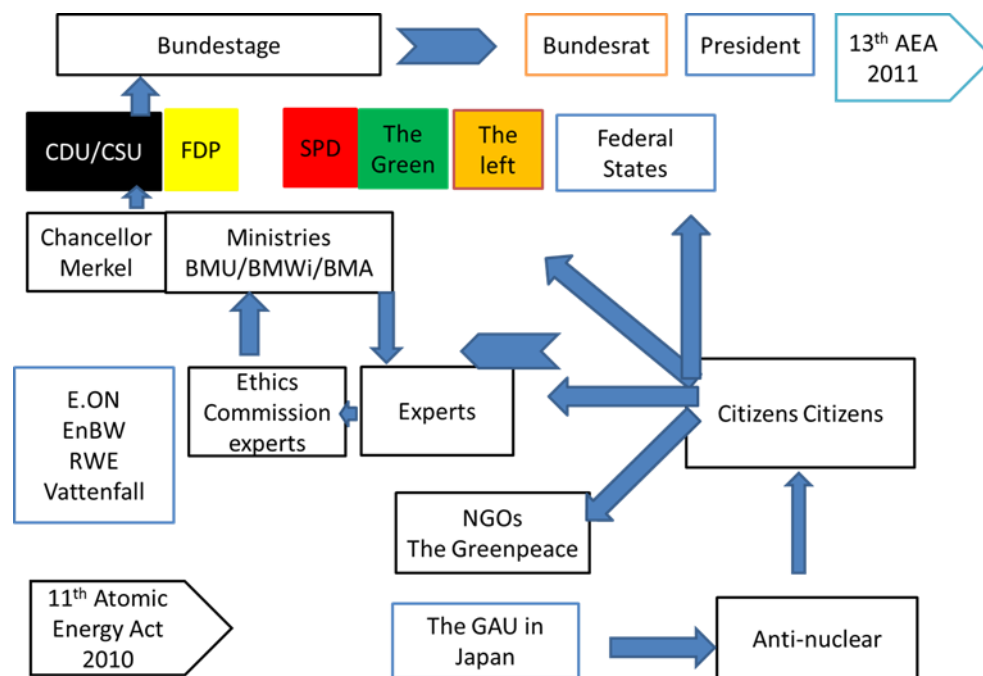 Bundestage
Bundesrat
President
13th AEA
2011
CDU/CSU
FDP
SPD
The
Green
The
left
Federal
States
Chancellor
Merkel
Ministries
BMU/BMWi/BMA
E.ON
EnBW
RWE
Vattenfall
Ethics
Commission
experts
Experts
Citizens Citizens
NGOs
The Greenpeace
11th Atomic
Energy Act
2010
The GAU in
Japan
Anti-nuclear